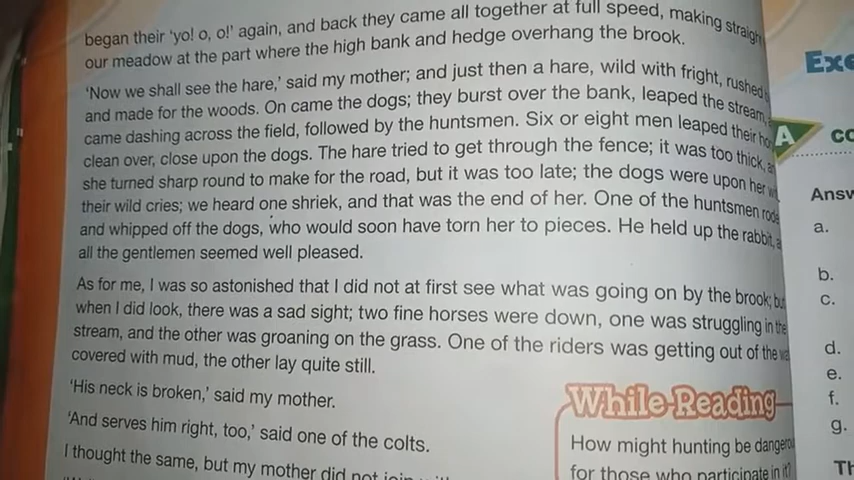 began their 'yo! o, o!' again, and back they came all together at full speed, making straight
our meadow at the part where the high bank and hedge overhang the brook.
'Now we shall see the hare,' said my mother; and just then a hare, wild with fright, rushed
and made for the woods. On came the dogs; they burst over the bank, leaped the stream,
came dashing across the field, followed by the huntsmen. Six or eight men leaped their
clean over, close upon the dogs. The hare tried to get through the fence; it was too thick,
she turned sharp round to make for the road, but it was too late; the dogs were upon her
their wild cries; we heard one shriek, and that was the end of her. One of the huntsmen rode
and whipped off the dogs, who would soon have torn her to pieces. He held up the rabbit,
all the gentlemen seemed well pleased.
As for me, I was so astonished that I did not at first see what was going on by the brook; but
when I did look, there was a sad sight; two fine horses were down, one was struggling in the
stream, and the other was groaning on the grass. One of the riders was getting out of the
covered with mud, the other lay quite still.
'His neck is broken,' said my mother.
'And serves him right, too,' said one of the colts.
I thought the same, but my mother did not join
While-Reading
How might hunting be dangerous
for those who participate in it?
A
a.
b.
c.
d.
e.
f.
g.